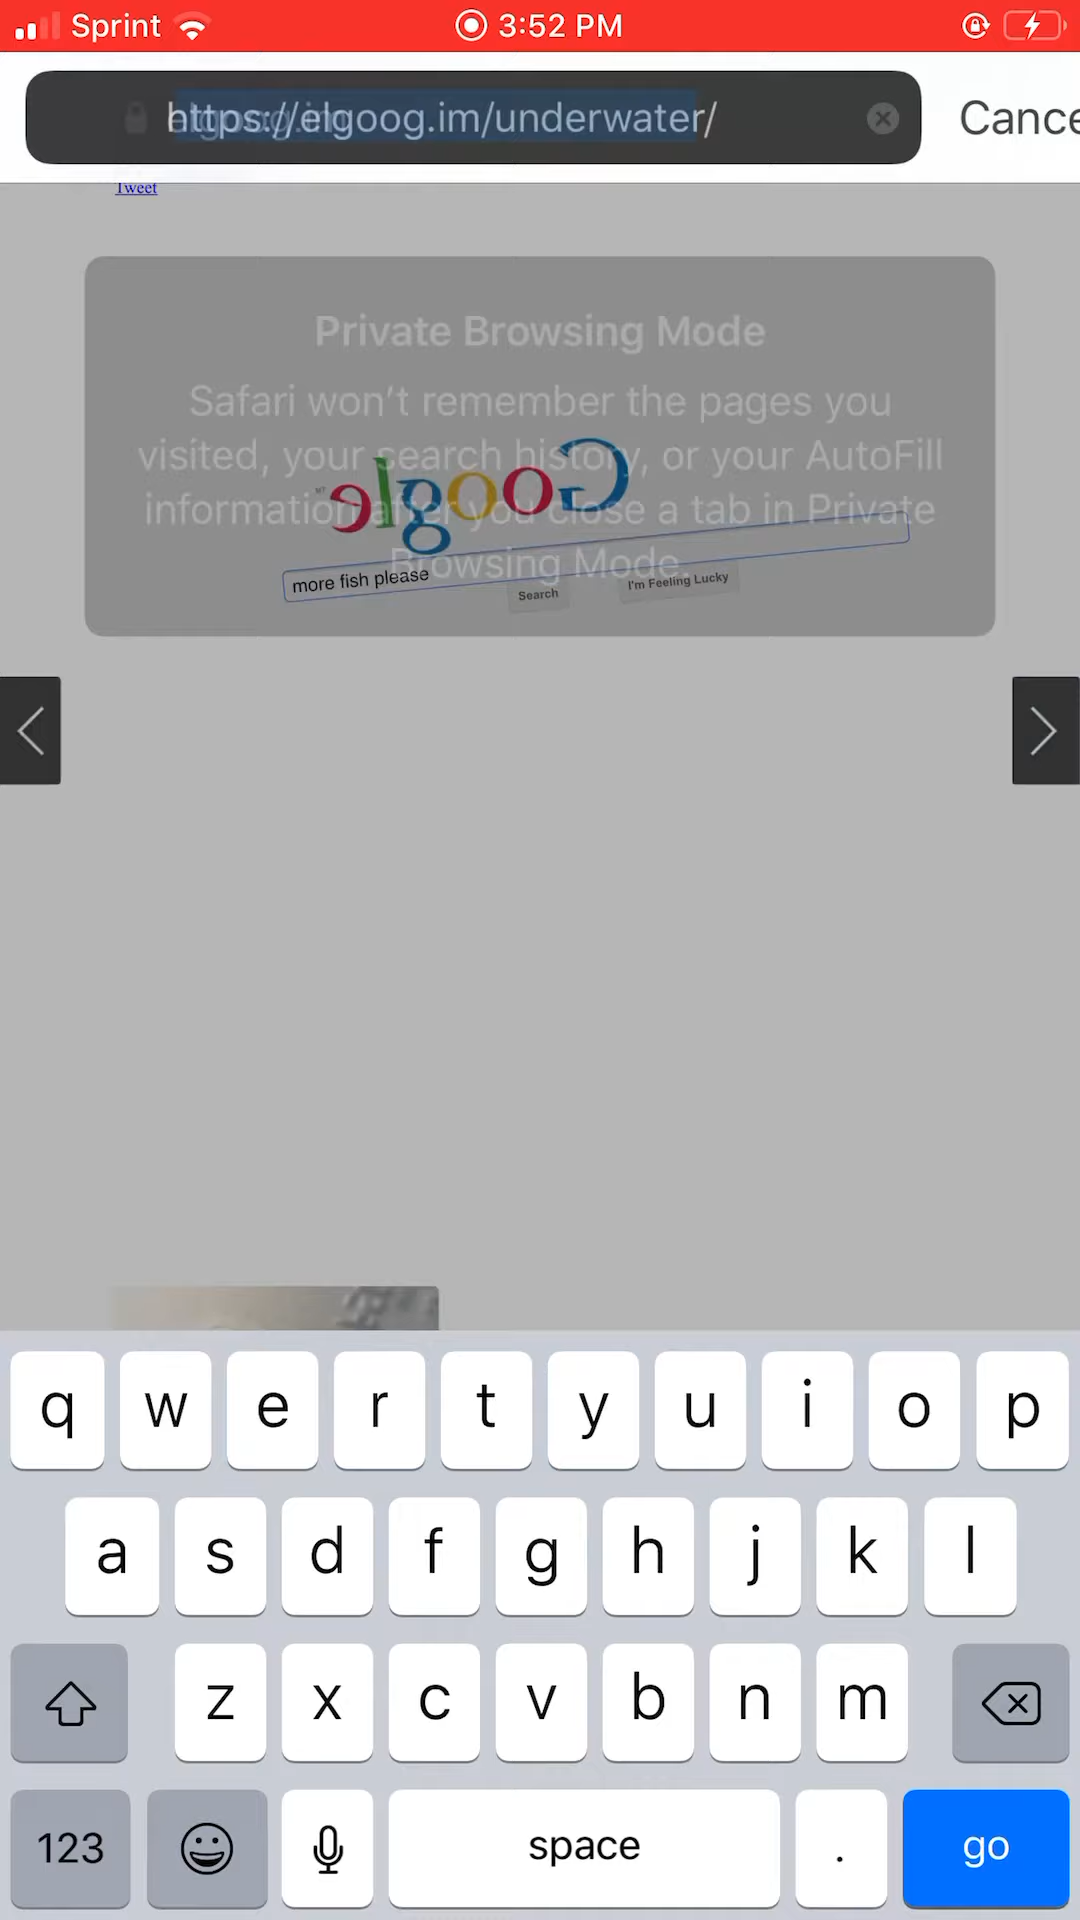 Sprint 3:52 PM
https://elgoog.im/underwater/
Cance
Tweet
Private Browsing Mode
Safari won’t remember the pages you
visited, your search history, or your AutoFill
information after you close a tab in Private
Browsing Mode.
elgooG
more fish please
Search
I'm Feeling Lucky
q w e r t y u i o p
a s d f g h j k l
z x c v b n m
123 space . go